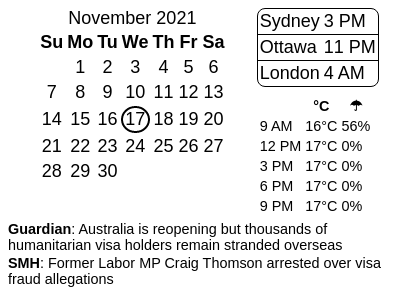 November 2021
Su Mo Tu We Th Fr Sa
1 2 3 4 5 6
7 8 9 10 11 12 13
14 15 16 17 18 19 20
21 22 23 24 25 26 27
28 29 30
Sydney 3 PM
Ottawa 11 PM
London 4 AM
°C ☂
9 AM 16°C 56%
12 PM 17°C 0%
3 PM 17°C 0%
6 PM 17°C 0%
9 PM 17°C 0%
Guardian: Australia is reopening but thousands of
humanitarian visa holders remain stranded overseas
SMH: Former Labor MP Craig Thomson arrested over visa
fraud allegations